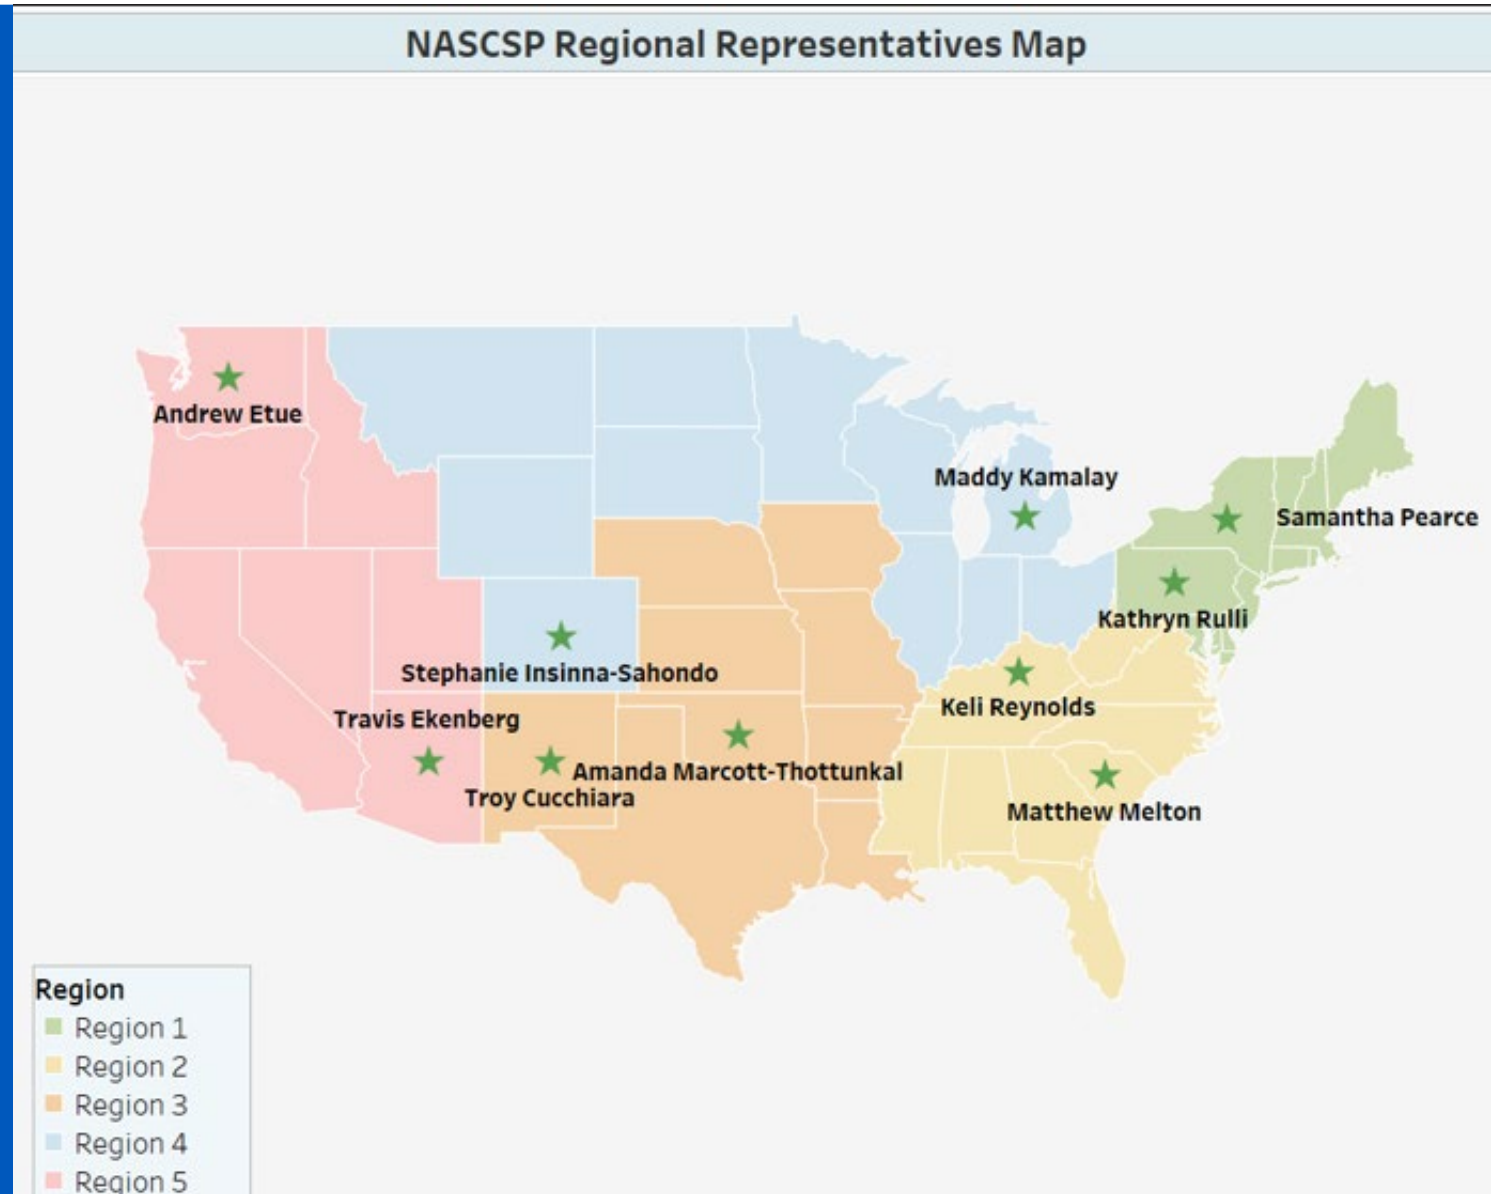 NASCSP Regional Representatives Map
Andrew Etue
Maddy Kamalay
Samantha Pearce
Kathryn Rulli
Stephanie Insinna-Sahondo
Keli Reynolds
Travis Ekenberg
Amanda Marcott-Thottunkal
Troy Cucchiara
Matthew Melton
Region
Region 1
Region 2
Region 3
Region 4
Region 5